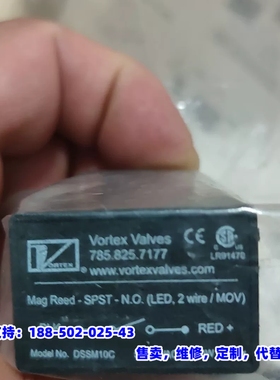 Vortex Valves
785.825.7177
VORTEX
LR91470
www.vortexvalves.com
Mag Reed - SPST - N.O. (LED, 2 wire / MOV)
RED +
Model No. DSSM10C
持：188-502-025-43
售卖，维修，定制，代替